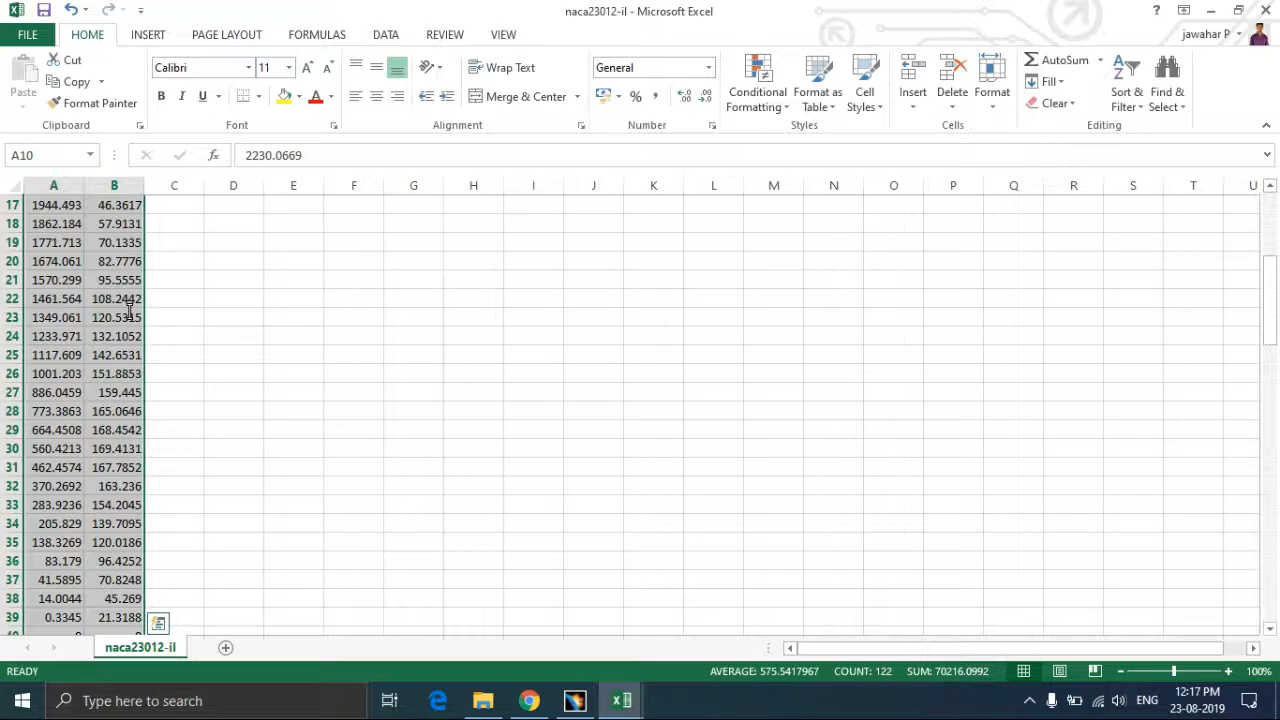 naca23012-il - Microsoft Excel
?
FILE HOME INSERT PAGE LAYOUT FORMULAS DATA REVIEW VIEW jawahar P
Paste Cut Copy Format Painter Clipboard
Calibri 11 A A B I U A Font
Wrap Text Merge & Center Alignment
General % , .0 .00 Number
Conditional Formatting Format as Table Cell Styles Styles
Insert Delete Format Cells
AutoSum Fill Clear Sort & Filter Find & Select Editing
A10 fx 2230.0669
A B C D E F G H I J K L M N O P Q R S T U
17 1944.493 46.3617
18 1862.184 57.9131
19 1771.713 70.1335
20 1674.061 82.7776
21 1570.299 95.5555
22 1461.564 108.2442
23 1349.061 120.5315
24 1233.971 132.1052
25 1117.609 142.6531
26 1001.203 151.8853
27 886.0459 159.445
28 773.3863 165.0646
29 664.4508 168.4542
30 560.4213 169.4131
31 462.4574 167.7852
32 370.2692 163.236
33 283.9236 154.2045
34 205.829 139.7095
35 138.3269 120.0186
36 83.179 96.4252
37 41.5895 70.8248
38 14.0044 45.269
39 0.3345 21.3188
naca23012-il
READY AVERAGE: 575.5417967 COUNT: 122 SUM: 70216.0992 100%
Type here to search ENG 12:17 PM
23-08-2019